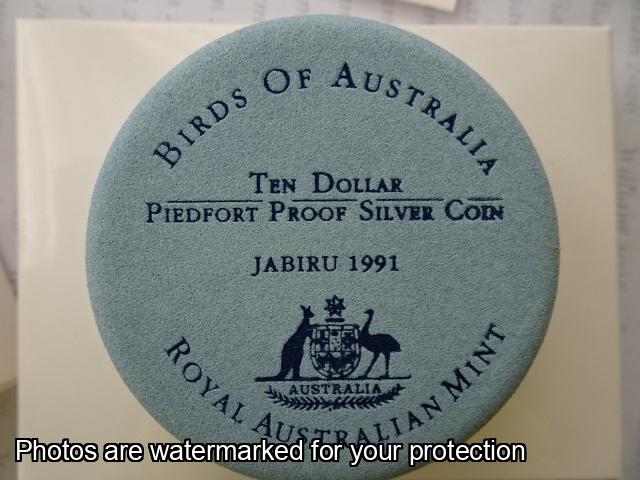 BIRDS OF AUSTRALIA
TEN DOLLAR
PIEDFORT PROOF SILVER COIN
JABIRU 1991
AUSTRALIA
ROYAL AUSTRALIAN MINT
Photos are watermarked for your protection